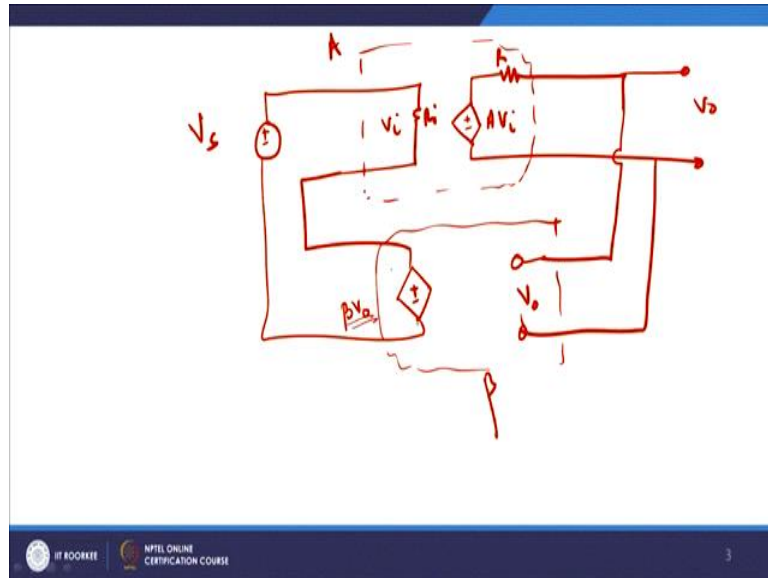 A
R
Vs
Vi
Ri
AVi
Vo
βVo
Vo
β
IIT ROORKEE
NPTEL ONLINE
CERTIFICATION COURSE
3